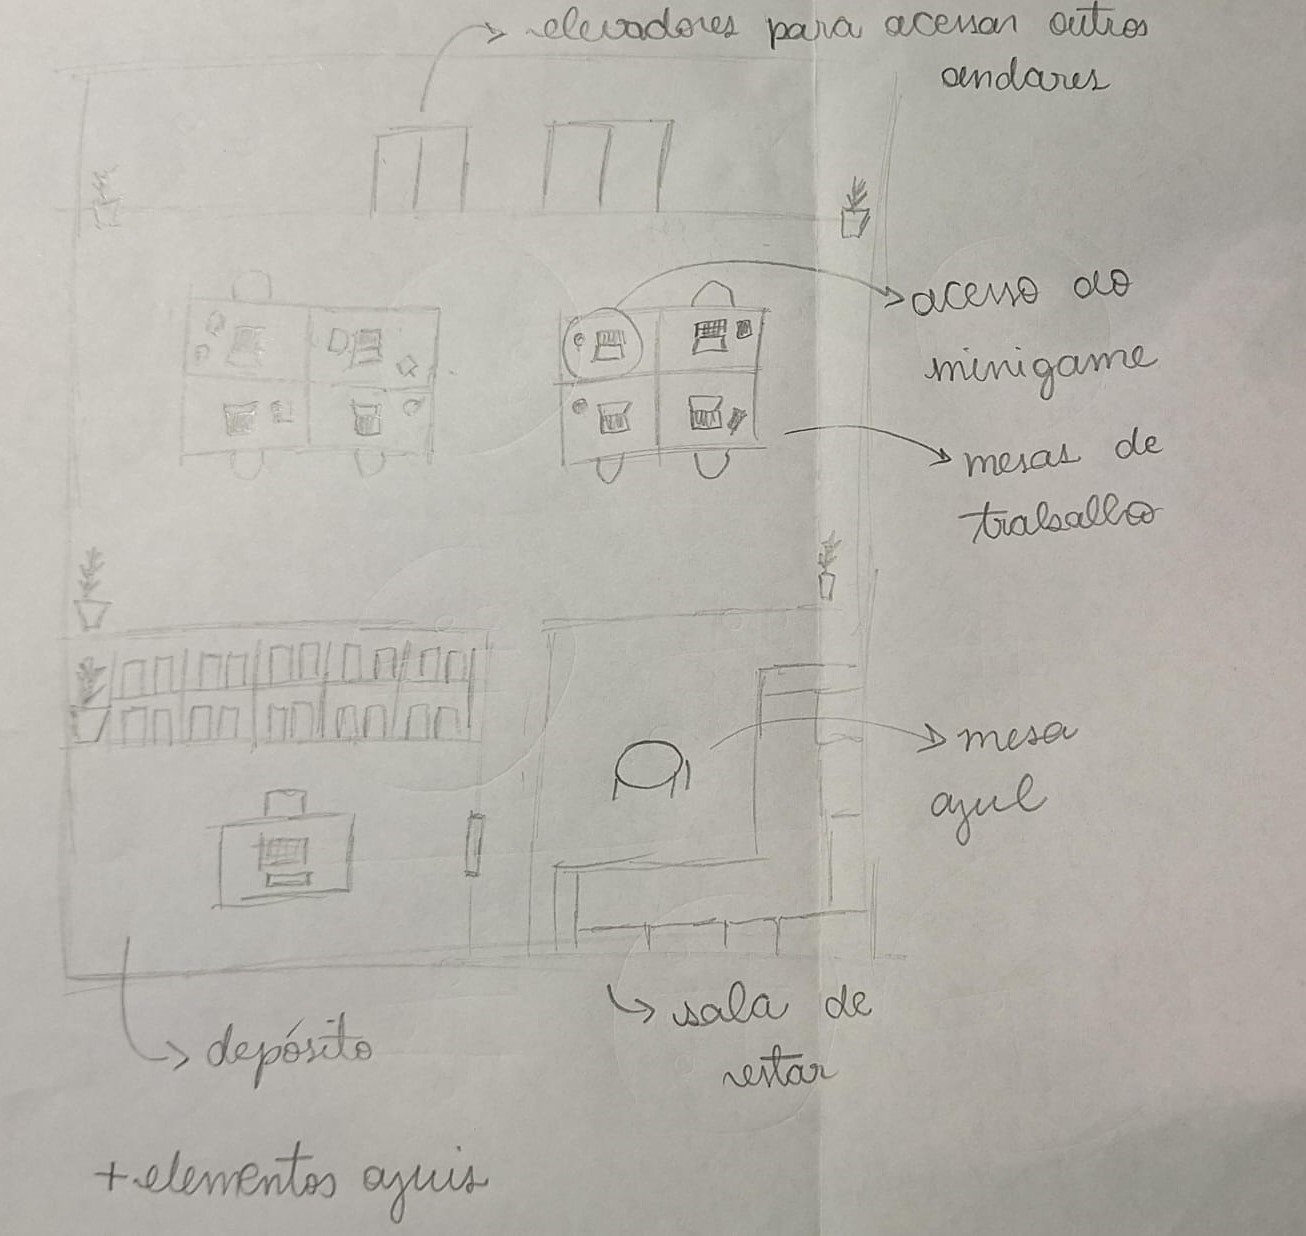 elevadores para acessar outros
andares
acesso ao
minigame
mesas de
trabalho
mesa
azul
sala de
estar
depósito
+ elementos azuis